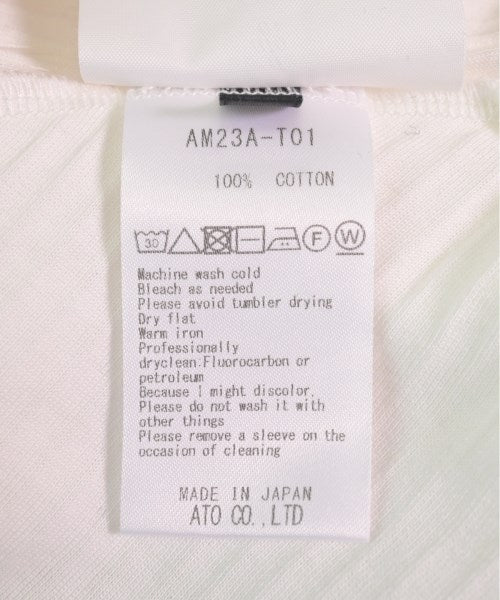 AM23A-T01
100% COTTON
30 F W
Machine wash cold
Bleach as needed
Please avoid tumbler drying
Dry flat
Warm iron
Professionally
dryclean:Fluorocarbon or
petroleum
Because I might discolor,
Please do not wash it with
other things
Please remove a sleeve on the
occasion of cleaning
MADE IN JAPAN
ATO CO.,LTD